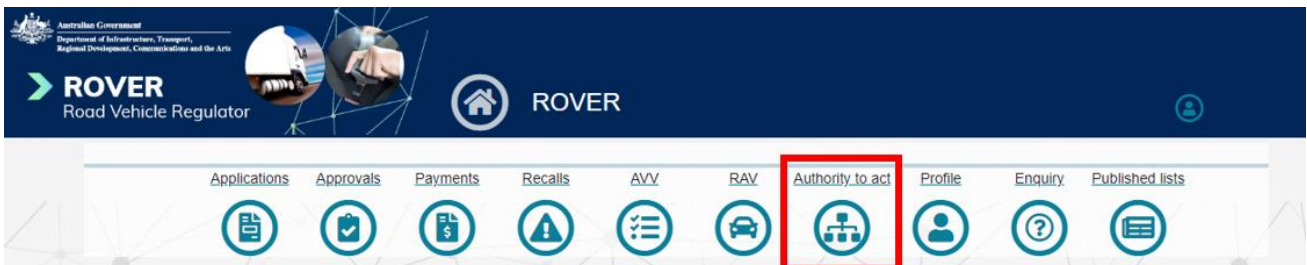 Australian Government
Department of Infrastructure, Transport,
Regional Development, Communications and the Arts
ROVER
Road Vehicle Regulator
ROVER
Applications Approvals Payments Recalls AVV RAV Authority to act Profile Enquiry Published lists